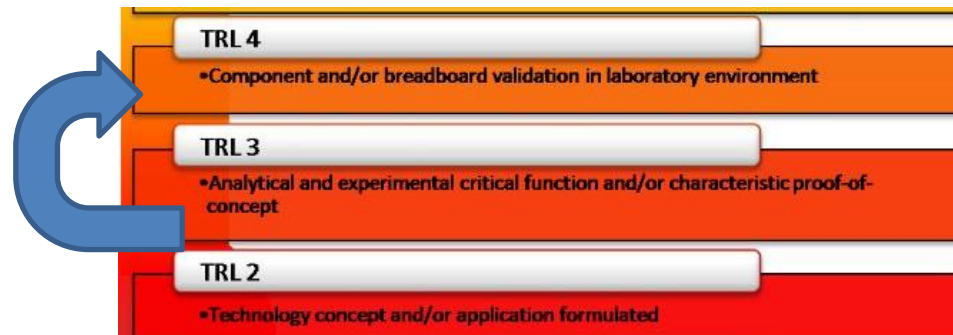 TRL 4
•Component and/or breadboard validation in laboratory environment
TRL 3
•Analytical and experimental critical function and/or characteristic proof-of-
concept
TRL 2
•Technology concept and/or application formulated